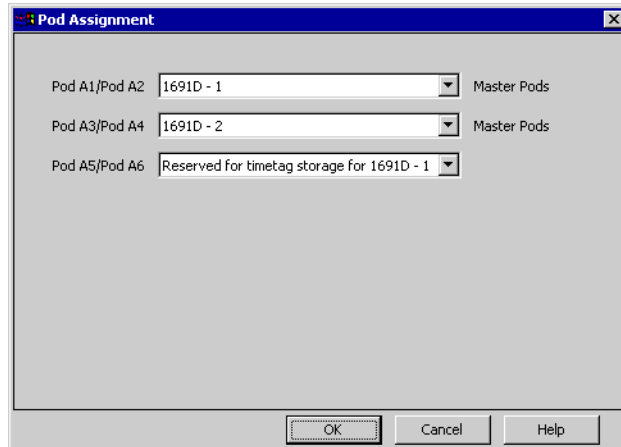 Pod Assignment
Pod A1/Pod A2 1691D - 1 Master Pods
Pod A3/Pod A4 1691D - 2 Master Pods
Pod A5/Pod A6 Reserved for timetag storage for 1691D - 1
OK Cancel Help